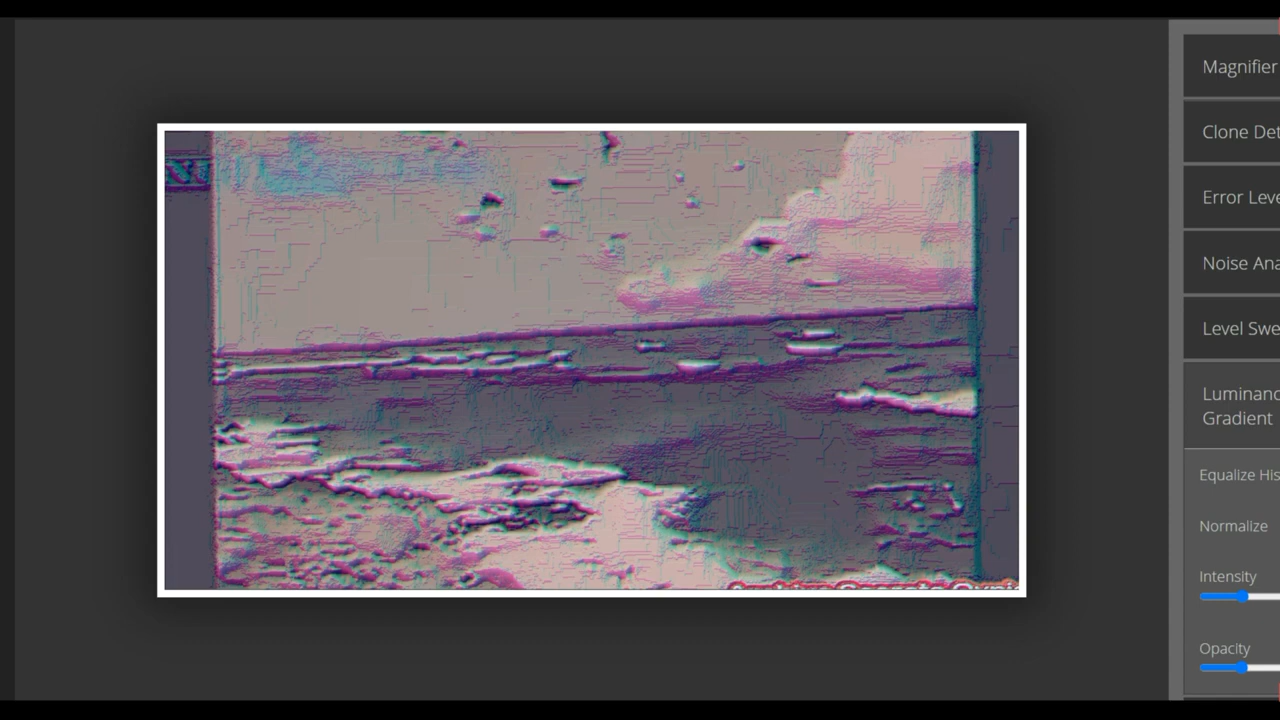 Magnifier
Clone Det
Error Leve
Noise Ana
Level Swe
Luminanc
Gradient
Equalize His
Normalize
Intensity
Opacity